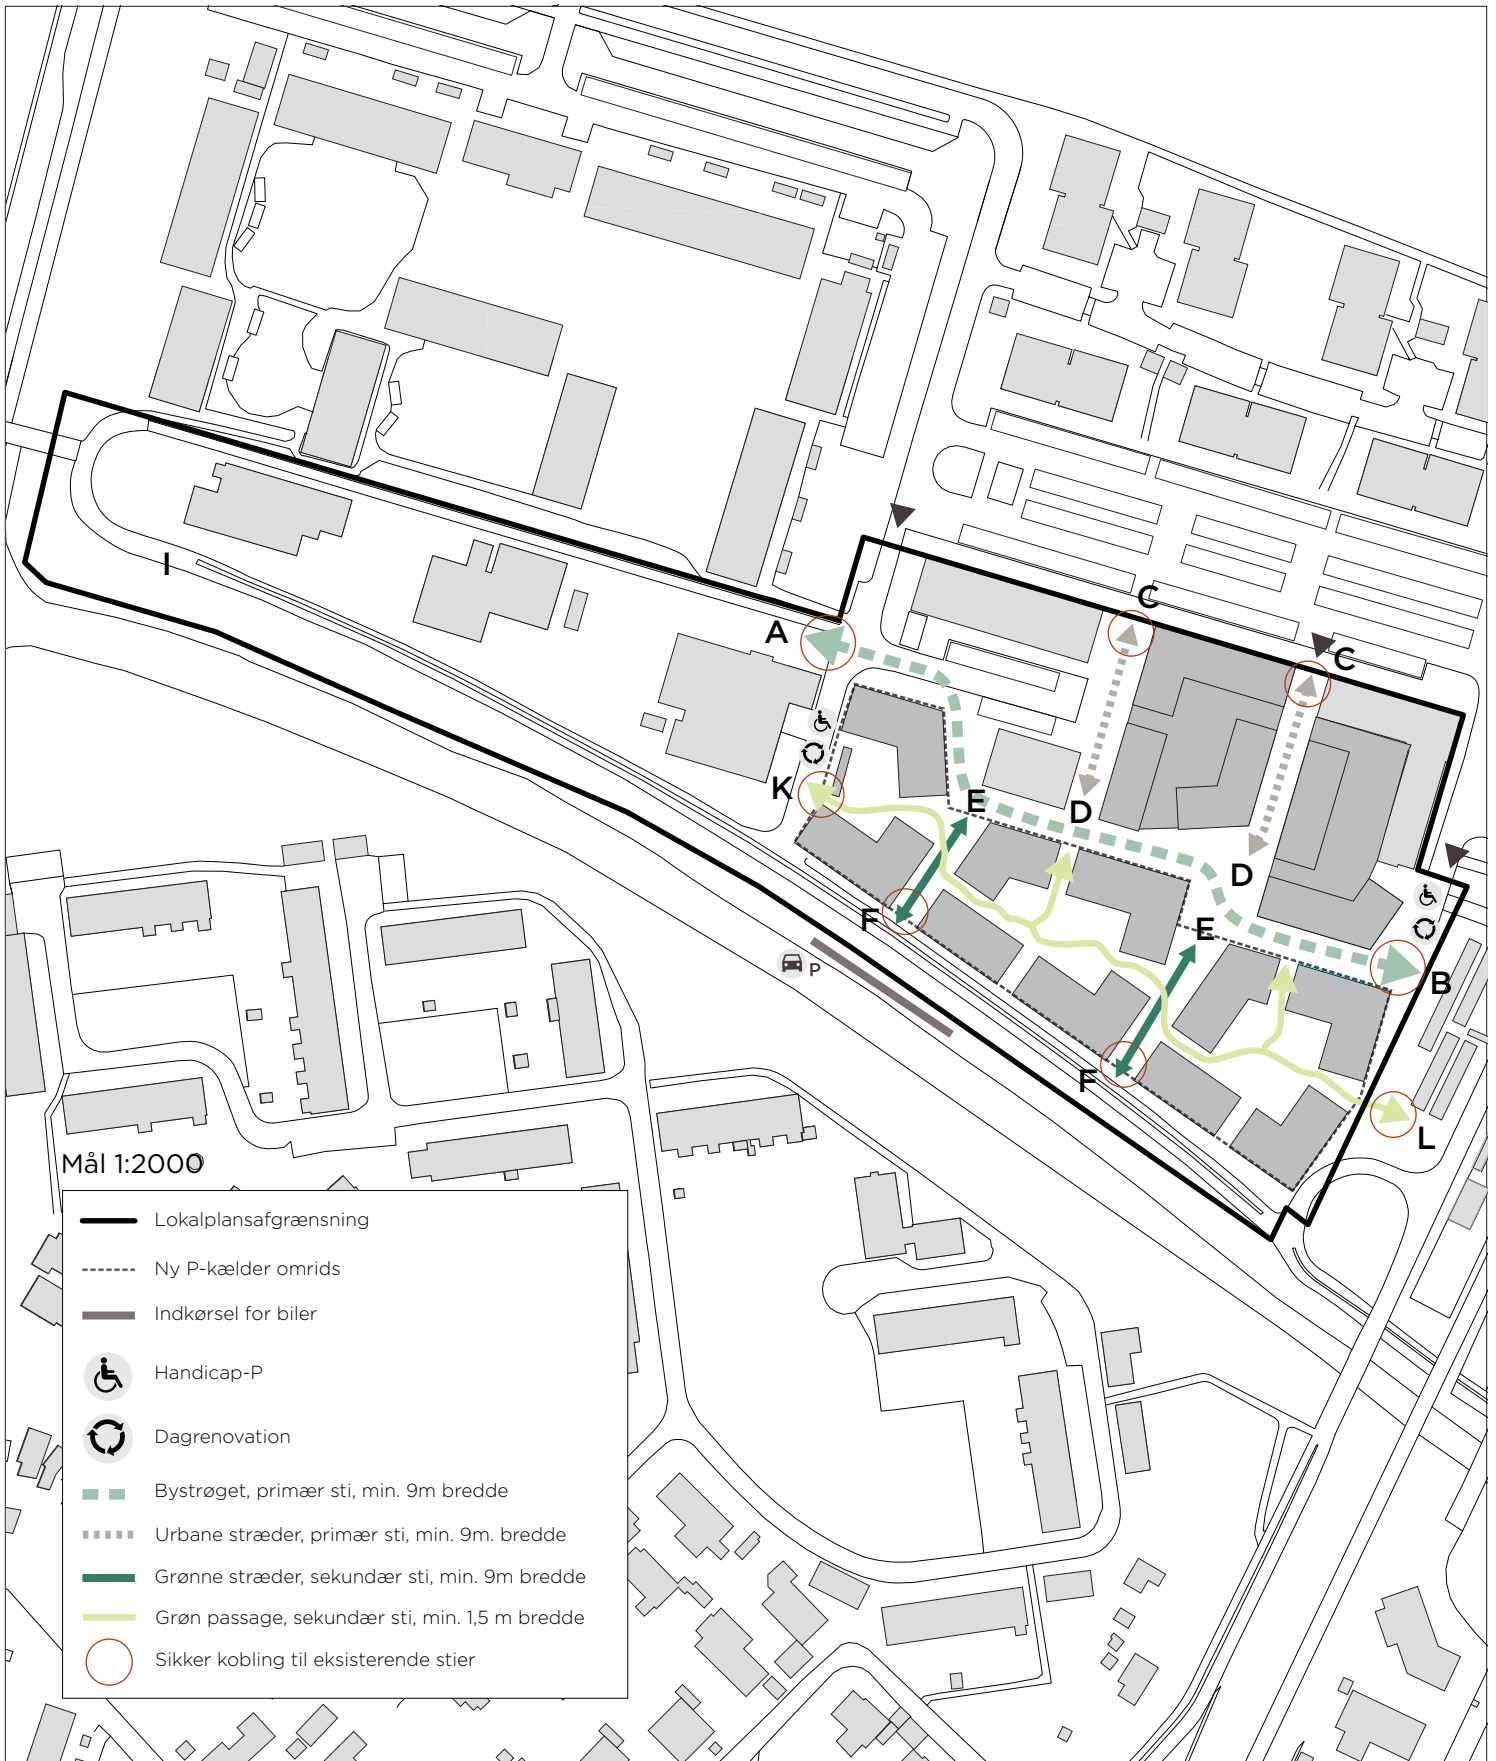 C
I
A
C
K
E
D
D
F
E
P
B
F
L
Mål 1:2000
Lokalplansafgrænsning
Ny P-kælder omrids
Indkørsel for biler
Handicap-P
Dagrenovation
Bystrøget, primær sti, min. 9m bredde
Urbane stræder, primær sti, min. 9m. bredde
Grønne stræder, sekundær sti, min. 9m bredde
Grøn passage, sekundær sti, min. 1,5 m bredde
Sikker kobling til eksisterende stier